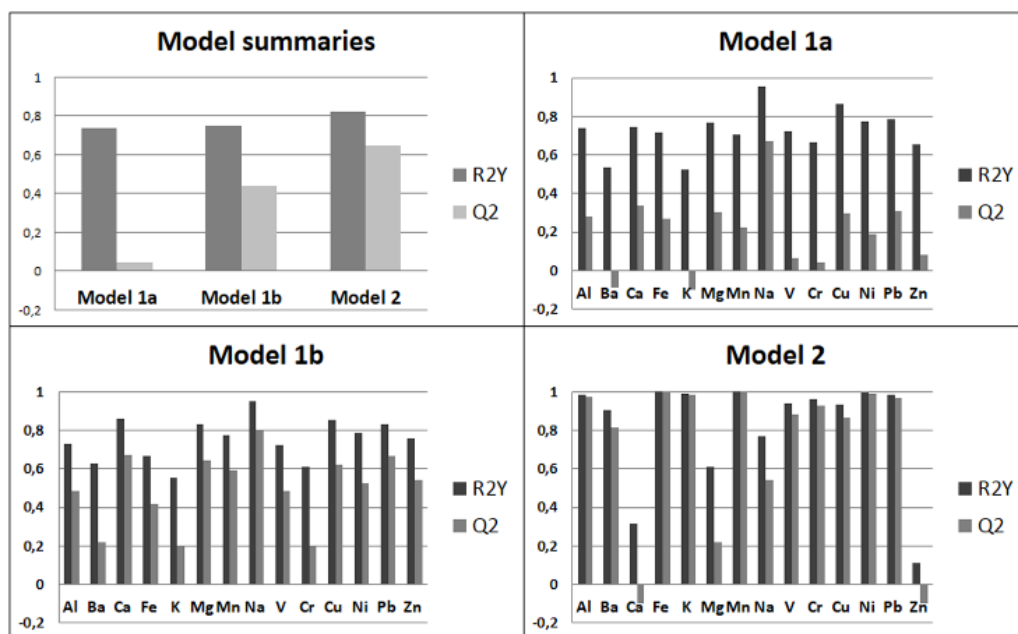 Model summaries
1
0,8
0,6
0,4
0,2
0
-0,2
Model 1a Model 1b Model 2
R2Y
Q2
Model 1a
1
0,8
0,6
0,4
0,2
0
-0,2
Al Ba Ca Fe K Mg Mn Na V Cr Cu Ni Pb Zn
R2Y
Q2
Model 1b
1
0,8
0,6
0,4
0,2
0
-0,2
Al Ba Ca Fe K Mg Mn Na V Cr Cu Ni Pb Zn
R2Y
Q2
Model 2
1
0,8
0,6
0,4
0,2
0
-0,2
Al Ba Ca Fe K Mg Mn Na V Cr Cu Ni Pb Zn
R2Y
Q2